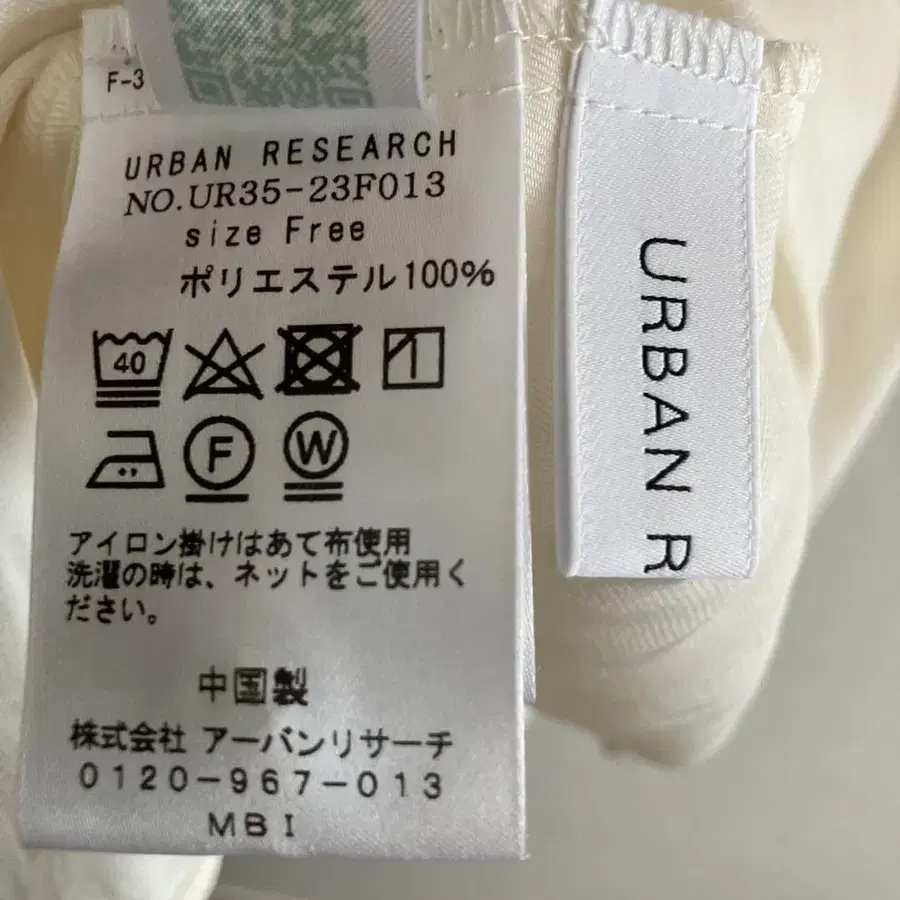 F-3
URBAN RESEARCH
NO.UR35-23F013
size Free
ポリエステル100%
40
F W
アイロン掛けはあて布使用
洗濯の時は、ネットをご使用く
ださい。
中国製
株式会社 アーバンリサーチ
0120-967-013
MBI
URBAN R